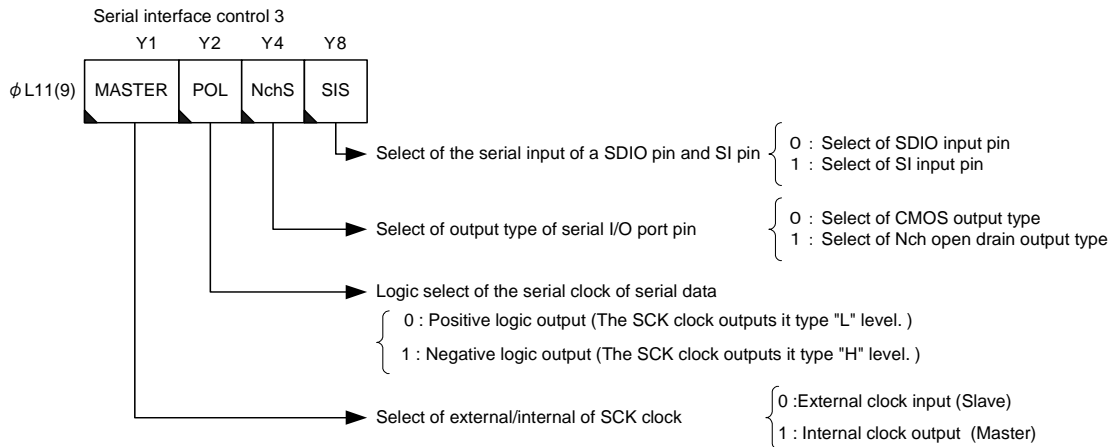 Serial interface control 3
Y1 Y2 Y4 Y8
ϕL11(9) MASTER POL NchS SIS
Select of the serial input of a SDIO pin and SI pin
0 : Select of SDIO input pin
1 : Select of SI input pin
Select of output type of serial I/O port pin
0 : Select of CMOS output type
1 : Select of Nch open drain output type
Logic select of the serial clock of serial data
0 : Positive logic output (The SCK clock outputs it type "L" level. )
1 : Negative logic output (The SCK clock outputs it type "H" level. )
Select of external/internal of SCK clock
0 :External clock input (Slave)
1 : Internal clock output (Master)